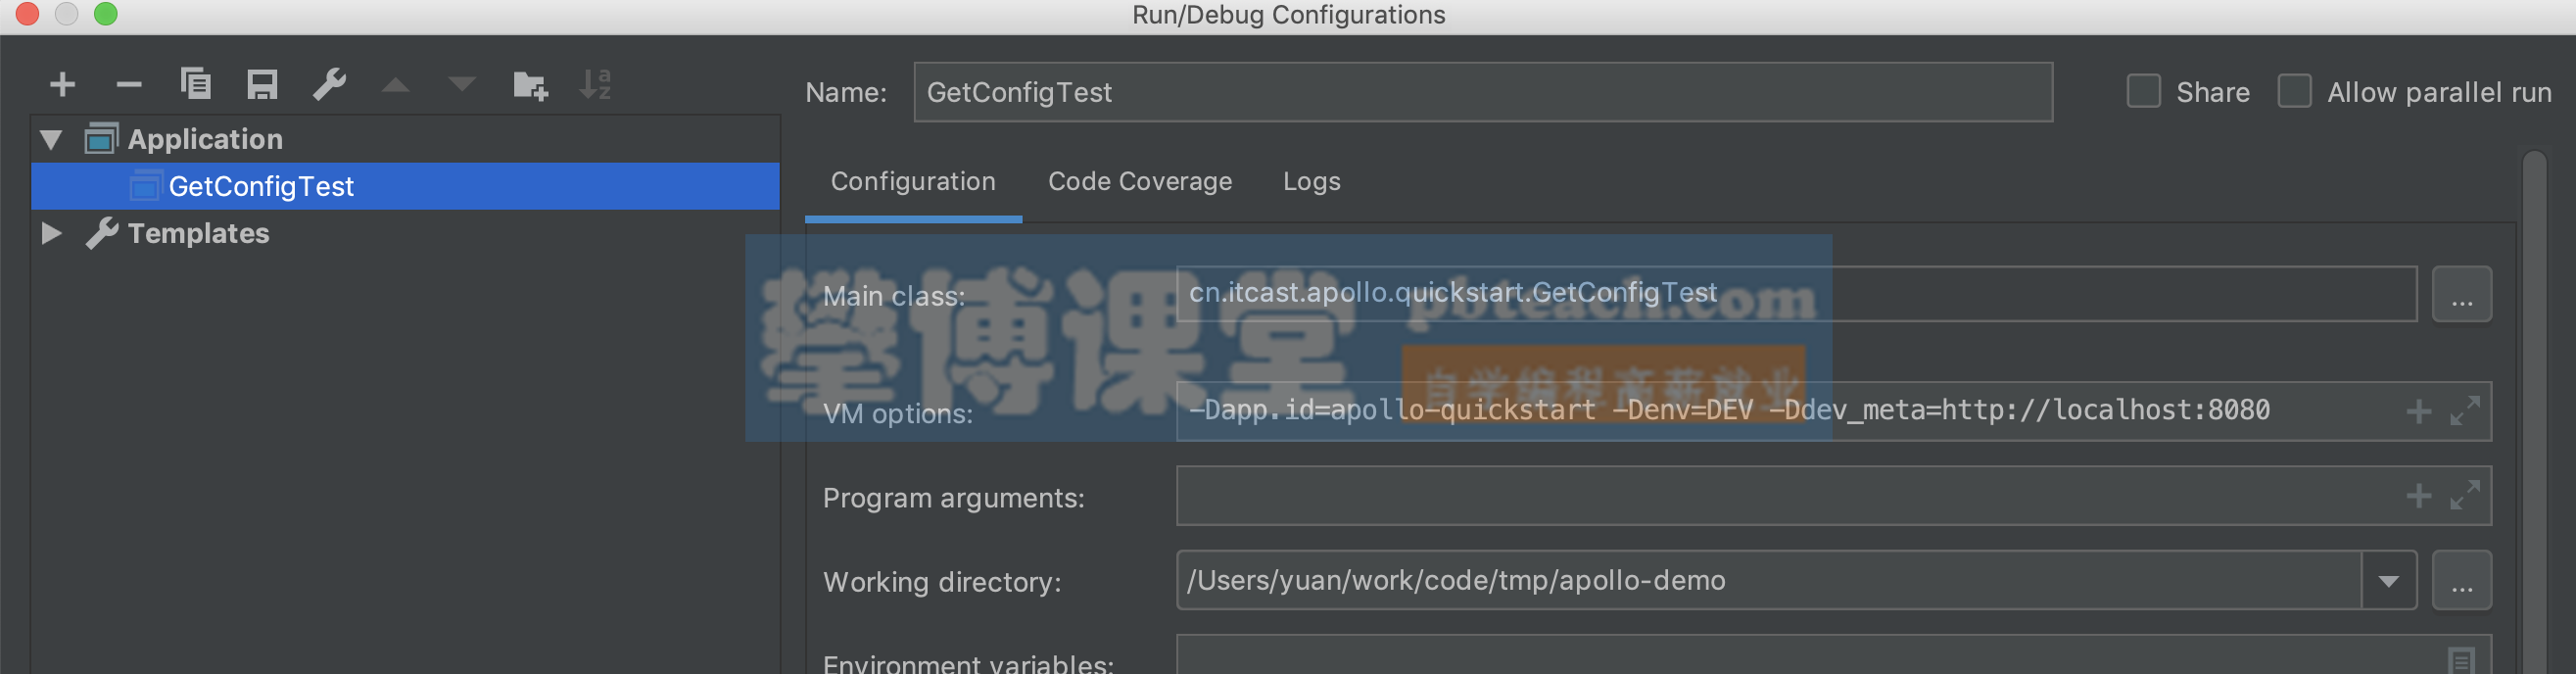 Run/Debug Configurations
Name: GetConfigTest
Share
Allow parallel run
Application
GetConfigTest
Templates
Configuration
Code Coverage
Logs
Main class: cn.itcast.apollo.quickstart.GetConfigTest
...
攀博课堂
pbteach.com
自学编程高薪就业
VM options: -Dapp.id=apollo-quickstart -Denv=DEV -Ddev_meta=http://localhost:8080
Program arguments:
Working directory: /Users/yuan/work/code/tmp/apollo-demo
...
Environment variables: